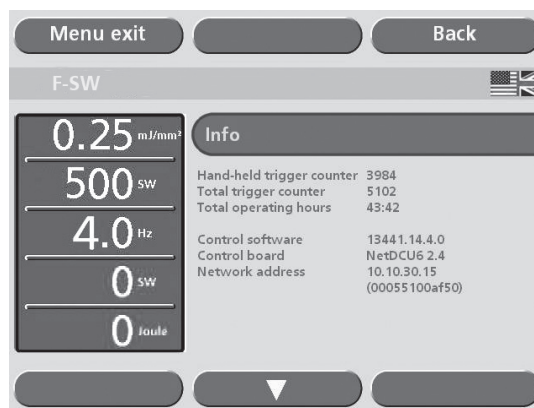 Menu exit
Back
F-SW
0.25 mJ/mm²
500 SW
4.0 Hz
0 SW
0 Joule
Info
Hand-held trigger counter 3984
Total trigger counter 5102
Total operating hours 43:42
Control software 13441.14.4.0
Control board NetDCU6 2.4
Network address 10.10.30.15
(00055100af50)